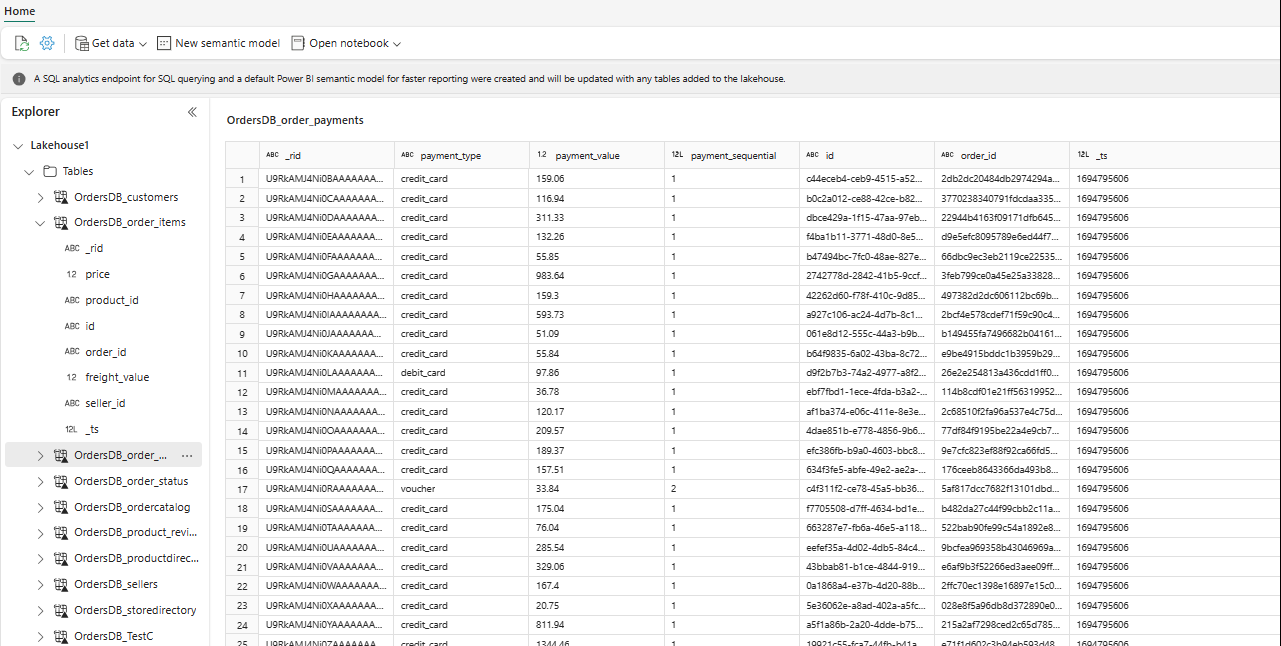 Home
Get data New semantic model Open notebook
A SQL analytics endpoint for SQL querying and a default Power BI semantic model for faster reporting were created and will be updated with any tables added to the lakehouse.
Explorer
Lakehouse1
Tables
OrdersDB_customers
OrdersDB_order_items
ABC _rid
12 price
ABC product_id
ABC id
ABC order_id
12 freight_value
ABC seller_id
12L _ts
OrdersDB_order_... ...
OrdersDB_order_status
OrdersDB_ordercatalog
OrdersDB_product_revi...
OrdersDB_productdirec...
OrdersDB_sellers
OrdersDB_storedirectory
OrdersDB_TestC
OrdersDB_order_payments
ABC _rid ABC payment_type 1.2 payment_value 12L payment_sequential ABC id ABC order_id 12L _ts
1 U9RkAMJ4Ni0BAAAAAAA... credit_card 159.06 1 c44eceb4-ceb9-4515-a52... 2db2dc20484db2974294a... 1694795606
2 U9RkAMJ4Ni0CAAAAAAA... credit_card 116.94 1 b0c2a012-ce88-42ce-b82... 3770238340791fdcdaa335... 1694795606
3 U9RkAMJ4Ni0DAAAAAAA... credit_card 311.33 1 dbce429a-1f15-47aa-97eb... 22944b4163f09171dfb645... 1694795606
4 U9RkAMJ4Ni0EAAAAAAAA... credit_card 132.26 1 f4ba1b11-3771-48d0-8e5... d9e5efc8095789e6ed44f7... 1694795606
5 U9RkAMJ4Ni0FAAAAAAAA... credit_card 55.85 1 b47494bc-7fc0-48ae-827e... 66dbc9ec3eb2119ce22535... 1694795606
6 U9RkAMJ4Ni0GAAAAAAA... credit_card 983.64 1 2742778d-2842-41b5-9ccf... 3feb799ce0a45e25a33828... 1694795606
7 U9RkAMJ4Ni0HAAAAAAA... credit_card 159.3 1 42262d60-f78f-410c-9d85... 497382d2dc606112bc69b... 1694795606
8 U9RkAMJ4Ni0IAAAAAAAA... credit_card 593.73 1 a927c106-ac24-4d7b-8c1... 2bcf4e578cdef71f59c90c4... 1694795606
9 U9RkAMJ4Ni0JAAAAAAA... credit_card 51.09 1 061e8d12-555c-44a3-b9b... b149455fa7496682b04161... 1694795606
10 U9RkAMJ4Ni0KAAAAAAA... credit_card 55.84 1 b64f9835-6a02-43ba-8c72... e9be4915bddc1b3959b29... 1694795606
11 U9RkAMJ4Ni0LAAAAAAAA... debit_card 97.86 1 d9f2b7b3-74a2-4977-a8f2... 26e2e254813a436cdd1ff0... 1694795606
12 U9RkAMJ4Ni0MAAAAAAA... credit_card 36.78 1 ebf7fbd1-1ece-4fda-b3a2-... 114b8cdf01e21ff56319952... 1694795606
13 U9RkAMJ4Ni0NAAAAAAA... credit_card 120.17 1 af1ba374-e06c-411e-8e3e... 2c68510f2fa96a537e4c75d... 1694795606
14 U9RkAMJ4Ni0OAAAAAAA... credit_card 209.57 1 4dae851b-e778-4856-9b6... 77df84f9195be22a4e9cb7... 1694795606
15 U9RkAMJ4Ni0PAAAAAAAA... credit_card 189.37 1 efc386fb-b9a0-4603-bbc8... 9e7cfc823ef88f92ca66fd5... 1694795606
16 U9RkAMJ4Ni0QAAAAAAA... credit_card 157.51 1 634f3fe5-abfe-49e2-ae2a-... 176ceeb8643366da493b8... 1694795606
17 U9RkAMJ4Ni0RAAAAAAAA... voucher 33.84 2 c4f311f2-ce78-45a5-bb36... 5af817dcc7682f13101dbd... 1694795606
18 U9RkAMJ4Ni0SAAAAAAAA... credit_card 175.04 1 f7705508-d7ff-4634-bd1e... b482da27c44f99cbb2c11a... 1694795606
19 U9RkAMJ4Ni0TAAAAAAA... credit_card 76.04 1 663287e7-fb6a-46e5-a118... 522bab90fe99c54a1892e8... 1694795606
20 U9RkAMJ4Ni0UAAAAAAA... credit_card 285.54 1 eefef35a-4d02-4db5-84c4... 9bcfea969358b43046969a... 1694795606
21 U9RkAMJ4Ni0VAAAAAAA... credit_card 329.06 1 43bbab81-b1ce-4844-919... e6af9b3f52266ed3aee09ff... 1694795606
22 U9RkAMJ4Ni0WAAAAAAA... credit_card 167.4 1 0a1868a4-e37b-4d20-88b... 2ffc70ec1398e16897e15c0... 1694795606
23 U9RkAMJ4Ni0XAAAAAAA... credit_card 20.75 1 5e36062e-a8ad-402a-a5fc... 028e8f5a96db8d372890e0... 1694795606
24 U9RkAMJ4Ni0YAAAAAAA... credit_card 811.94 1 a5f1a86b-2a20-4dde-b75... 215a2af7298ced2c65d785... 1694795606
25 U9RkAMJ4Ni0ZAAAAAAA... credit_card 1344.46 1 19921c55-fca7-44fb-b41a... e71f1d602c3b94eb593d48... 1694795606